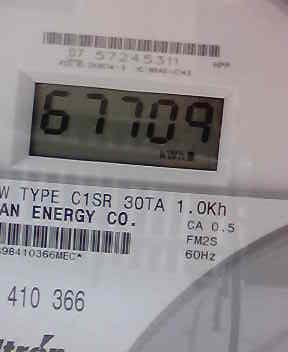 07 57245311
67709
W TYPE C1SR 30TA 1.0Kh
AN ENERGY CO.
CA 0.5
FM2S
60Hz
98410366MEC*
410 366
tron